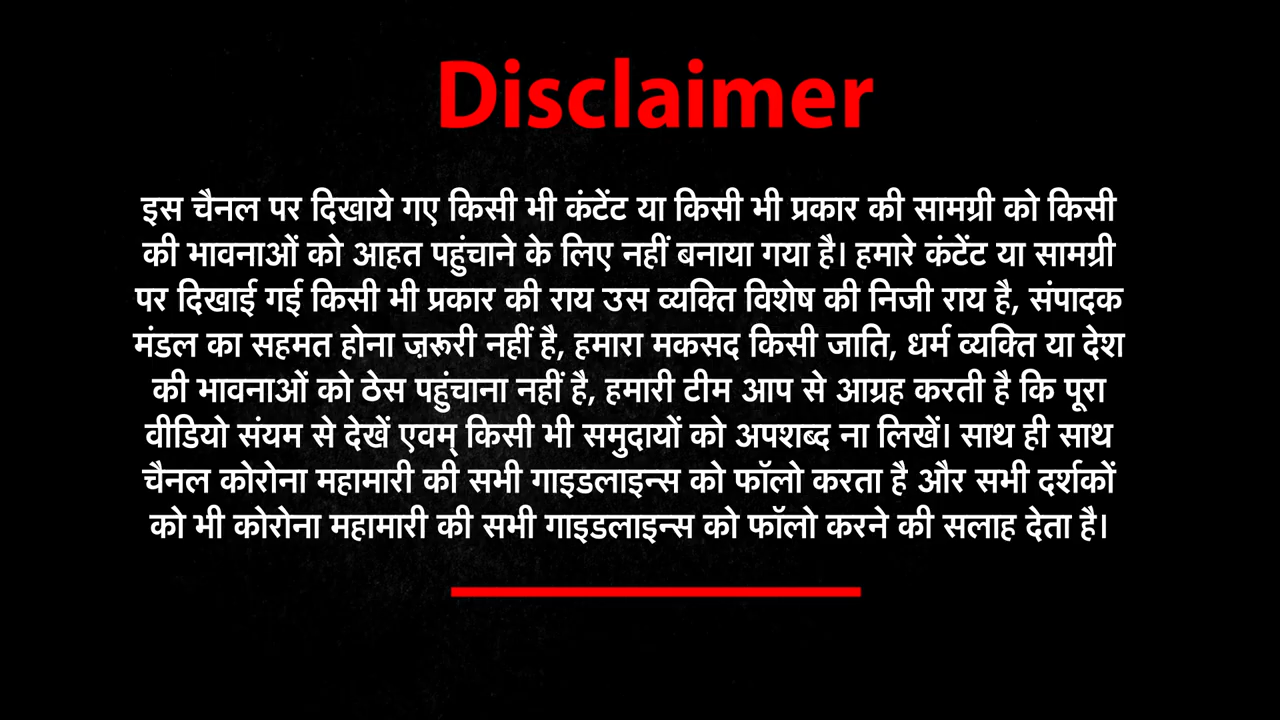 Disclaimer
इस चैनल पर दिखाये गए किसी भी कंटेंट या किसी भी प्रकार की सामग्री को किसी
की भावनाओं को आहत पहुंचाने के लिए नहीं बनाया गया है। हमारे कंटेंट या सामग्री
पर दिखाई गई किसी भी प्रकार की राय उस व्यक्ति विशेष की निजी राय है, संपादक
मंडल का सहमत होना ज़रूरी नहीं है, हमारा मकसद किसी जाति, धर्म व्यक्ति या देश
की भावनाओं को ठेस पहुंचाना नहीं है, हमारी टीम आप से आग्रह करती है कि पूरा
वीडियो संयम से देखें एवम् किसी भी समुदायों को अपशब्द ना लिखें। साथ ही साथ
चैनल कोरोना महामारी की सभी गाइडलाइन्स को फॉलो करता है और सभी दर्शकों
को भी कोरोना महामारी की सभी गाइडलाइन्स को फॉलो करने की सलाह देता है।